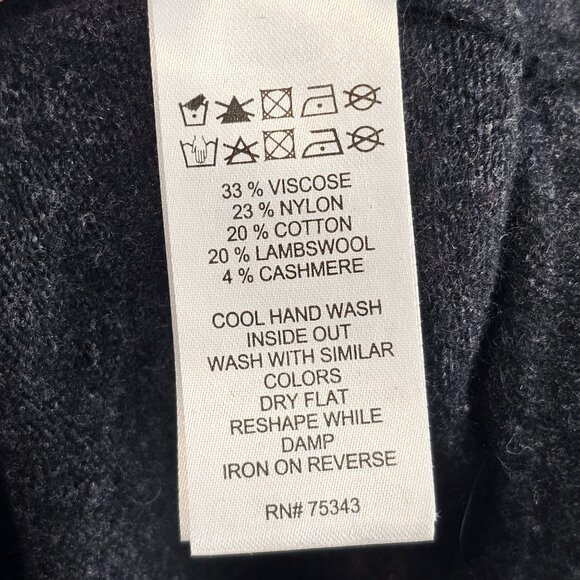 33 % VISCOSE
23 % NYLON
20 % COTTON
20 % LAMBSWOOL
4 % CASHMERE
COOL HAND WASH
INSIDE OUT
WASH WITH SIMILAR
COLORS
DRY FLAT
RESHAPE WHILE
DAMP
IRON ON REVERSE
RN# 75343